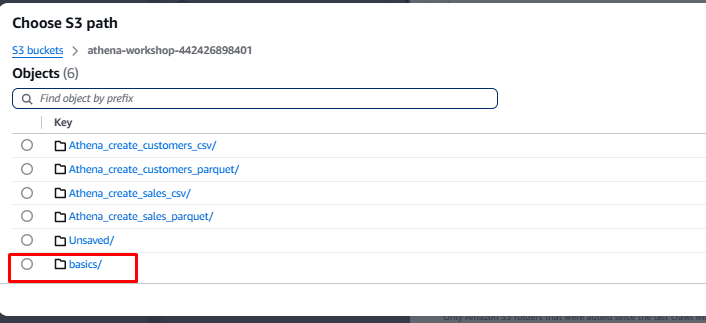 Choose S3 path
S3 buckets > athena-workshop-442426898401
Objects (6)
Find object by prefix
Key
Athena_create_customers_csv/
Athena_create_customers_parquet/
Athena_create_sales_csv/
Athena_create_sales_parquet/
Unsaved/
basics/
Only Amazon S3 folders that were added since the last crawl w